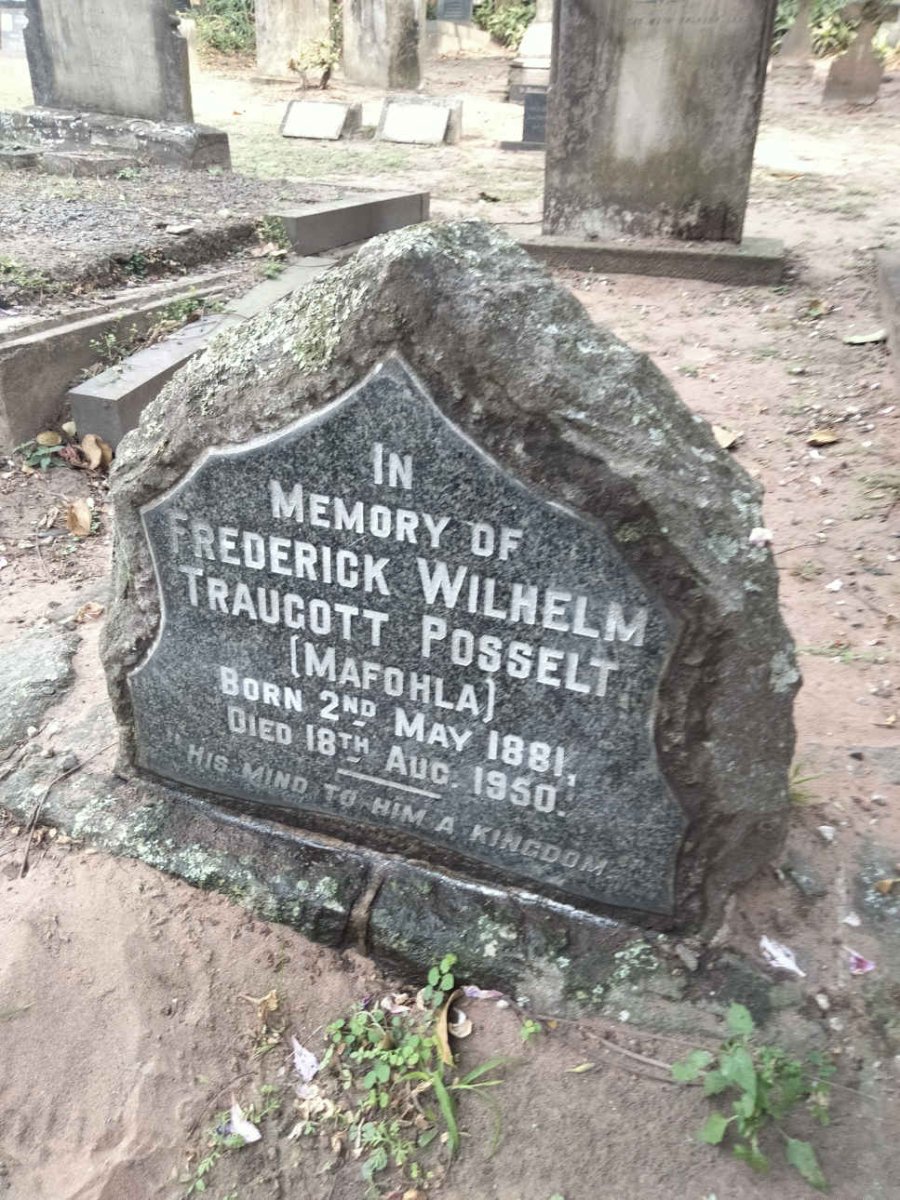 IN
MEMORY OF
FREDERICK WILHELM
TRAUGOTT POSSELT
(MAFOHLA)
BORN 2ND MAY 1881,
DIED 18TH AUG. 1950.
"HIS MIND TO HIM A KINGDOM"